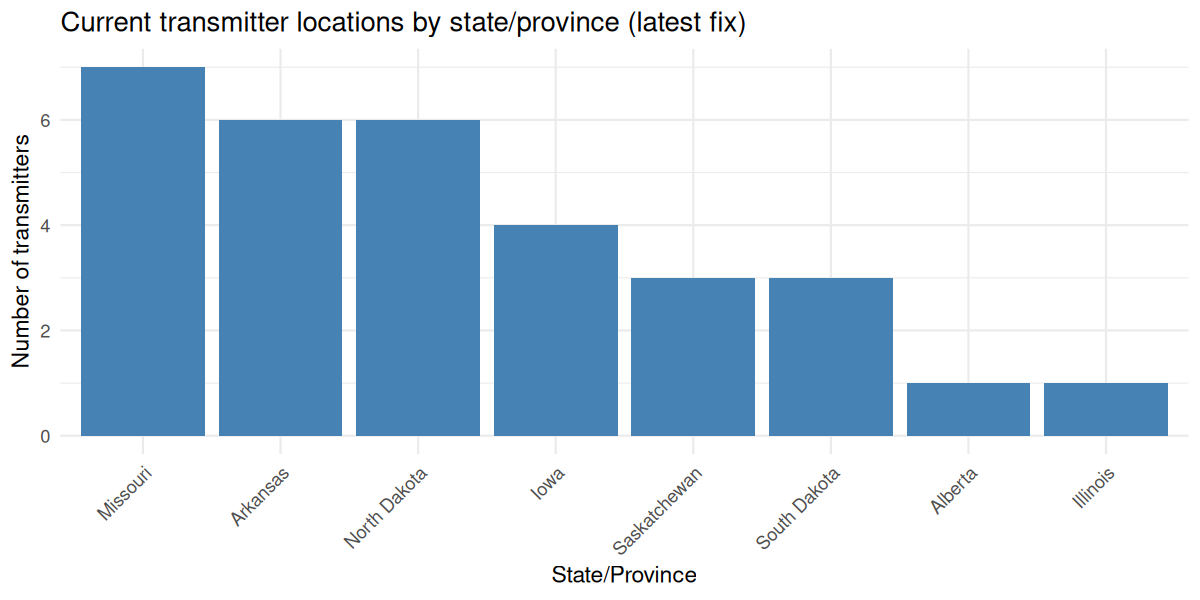 Current transmitter locations by state/province (latest fix)
Number of transmitters
6
4
2
0
Missouri
Arkansas
North Dakota
Iowa
Saskatchewan
South Dakota
Alberta
Illinois
State/Province